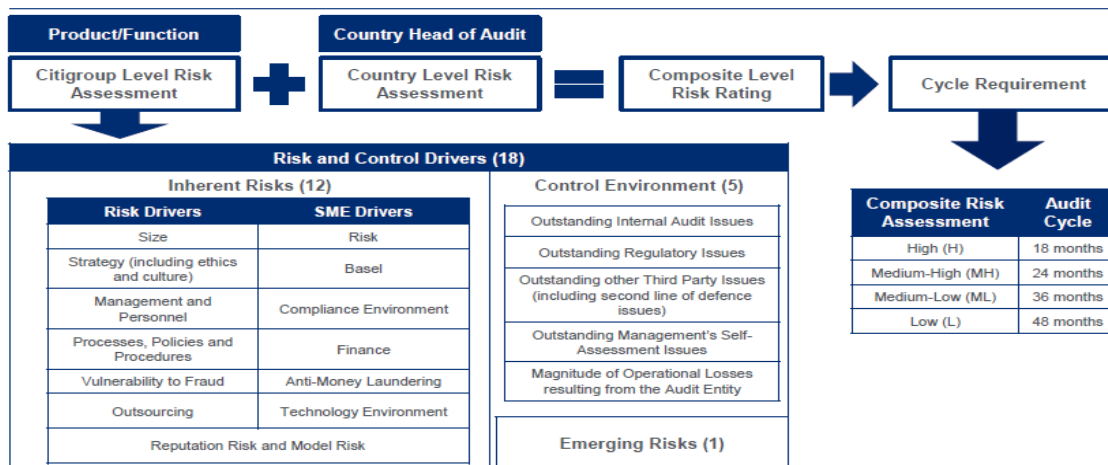 Product/Function
Country Head of Audit
Citigroup Level Risk
Assessment
Country Level Risk
Assessment
Composite Level
Risk Rating
Cycle Requirement
Risk and Control Drivers (18)
Inherent Risks (12)
Risk Drivers
SME Drivers
Size
Risk
Strategy (including ethics
and culture)
Basel
Management and
Personnel
Compliance Environment
Processes, Policies and
Procedures
Finance
Vulnerability to Fraud
Anti-Money Laundering
Outsourcing
Technology Environment
Reputation Risk and Model Risk
Control Environment (5)
Outstanding Internal Audit Issues
Outstanding Regulatory Issues
Outstanding other Third Party Issues
(including second line of defence
issues)
Outstanding Management's Self-
Assessment Issues
Magnitude of Operational Losses
resulting from the Audit Entity
Emerging Risks (1)
Composite Risk
Assessment
Audit
Cycle
High (H)
18 months
Medium-High (MH)
24 months
Medium-Low (ML)
36 months
Low (L)
48 months